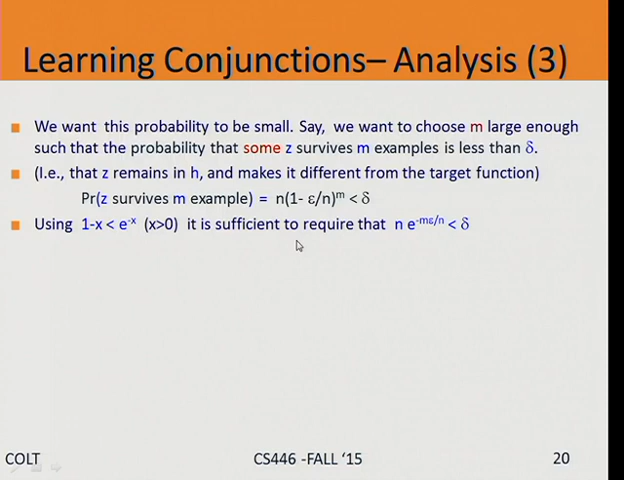 Learning Conjunctions– Analysis (3)
We want this probability to be small. Say, we want to choose m large enough
such that the probability that some z survives m examples is less than δ.
(I.e., that z remains in h, and makes it different from the target function)
Pr(z survives m example) = n(1- ε/n)ᵐ < δ
Using 1-x < e⁻ˣ (x>0) it is sufficient to require that n e⁻ᵐᵋ/ⁿ < δ
COLT
CS446 -FALL ‘15
20